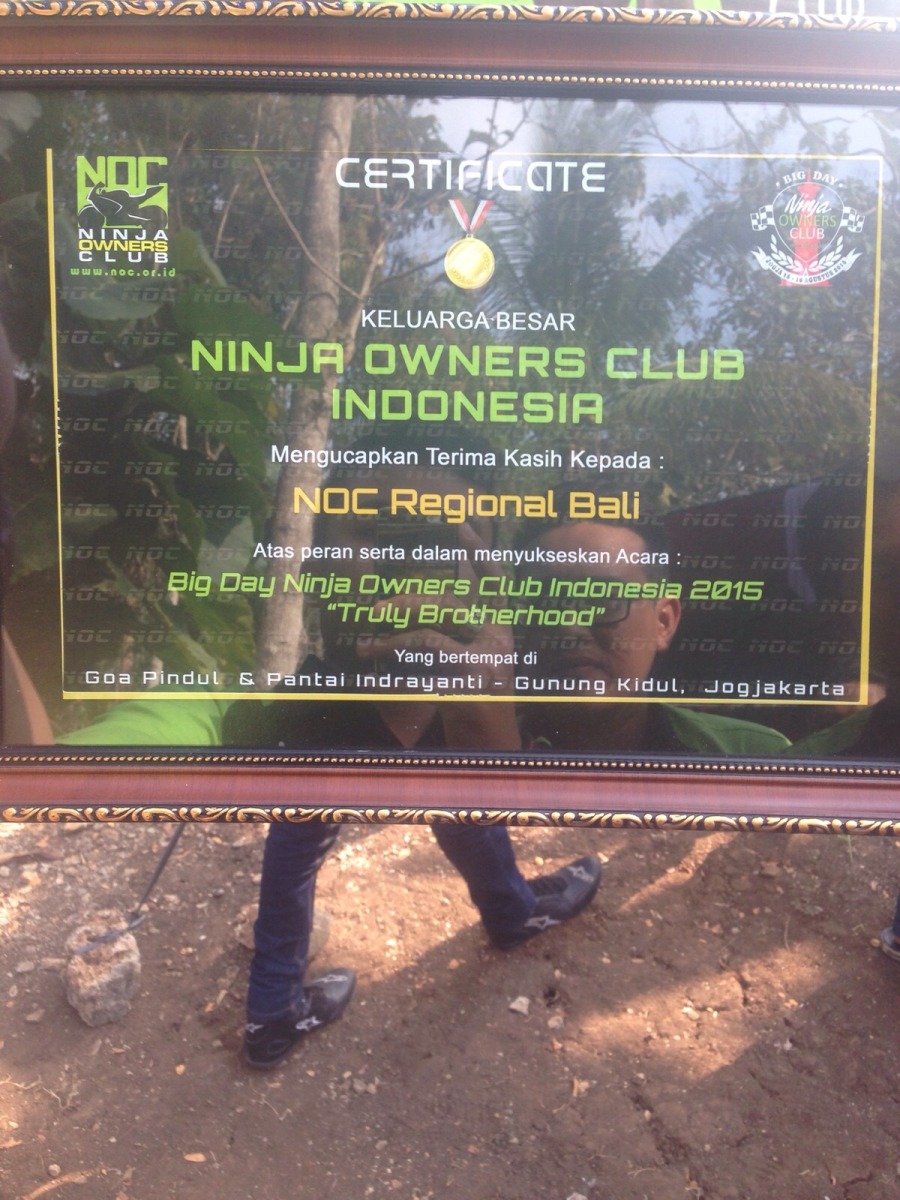 CERTIFICATE
NOC
NINJA
OWNERS
CLUB
www.noc.or.id
BIG DAY
Ninja
OWNERS
CLUB
KELUARGA BESAR
NINJA OWNERS CLUB
INDONESIA
Mengucapkan Terima Kasih Kepada :
NOC Regional Bali
Atas peran serta dalam menyukseskan Acara :
Big Day Ninja Owners Club Indonesia 2015
“Truly Brotherhood”
Yang bertempat di
Goa Pindul & Pantai Indrayanti - Gunung Kidul, Jogjakarta